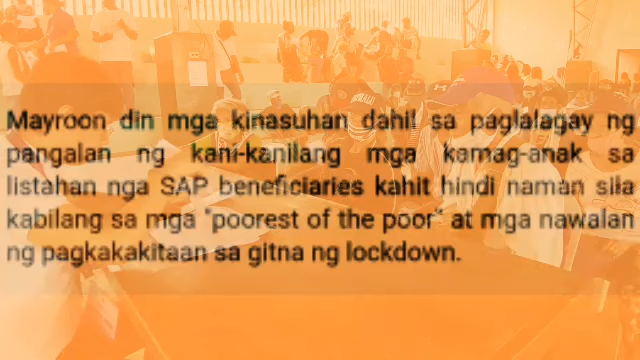 Mayroon din mga kinasuhan dahil sa paglalagay ng
pangalan ng kani-kanilang mga kamag-anak sa
listahan nga SAP beneficiaries kahit hindi naman sila
kabilang sa mga "poorest of the poor" at mga nawalan
ng pagkakakitaan sa gitna ng lockdown.